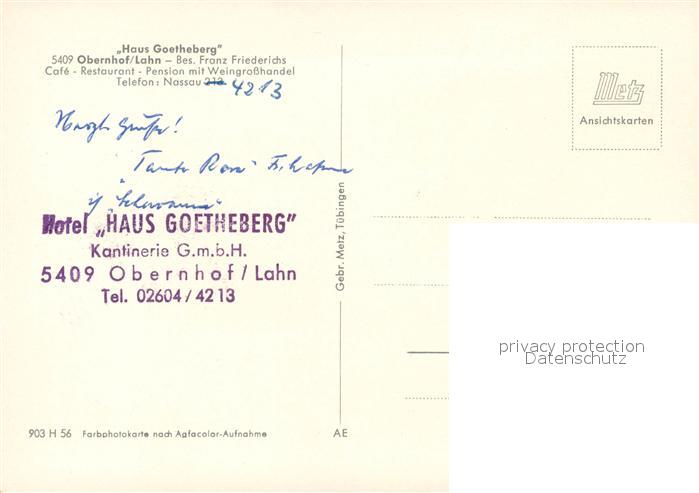 „Haus Goetheberg"
5409 Obernhof/Lahn – Bes. Franz Friederichs
Café - Restaurant - Pension mit Weingroßhandel
Telefon: Nassau 213 4213
Metz
Ansichtskarten
Herzl. Grüße!
"Tante Rosa"
Hotel „HAUS GOETHEBERG"
Kantinerie G.m.b.H.
5409 Obernhof/Lahn
Tel. 02604/4213
Gebr. Metz, Tübingen
privacy protection
Datenschutz
903 H 56 Farbphotokarte nach Agfacolor-Aufnahme
AE